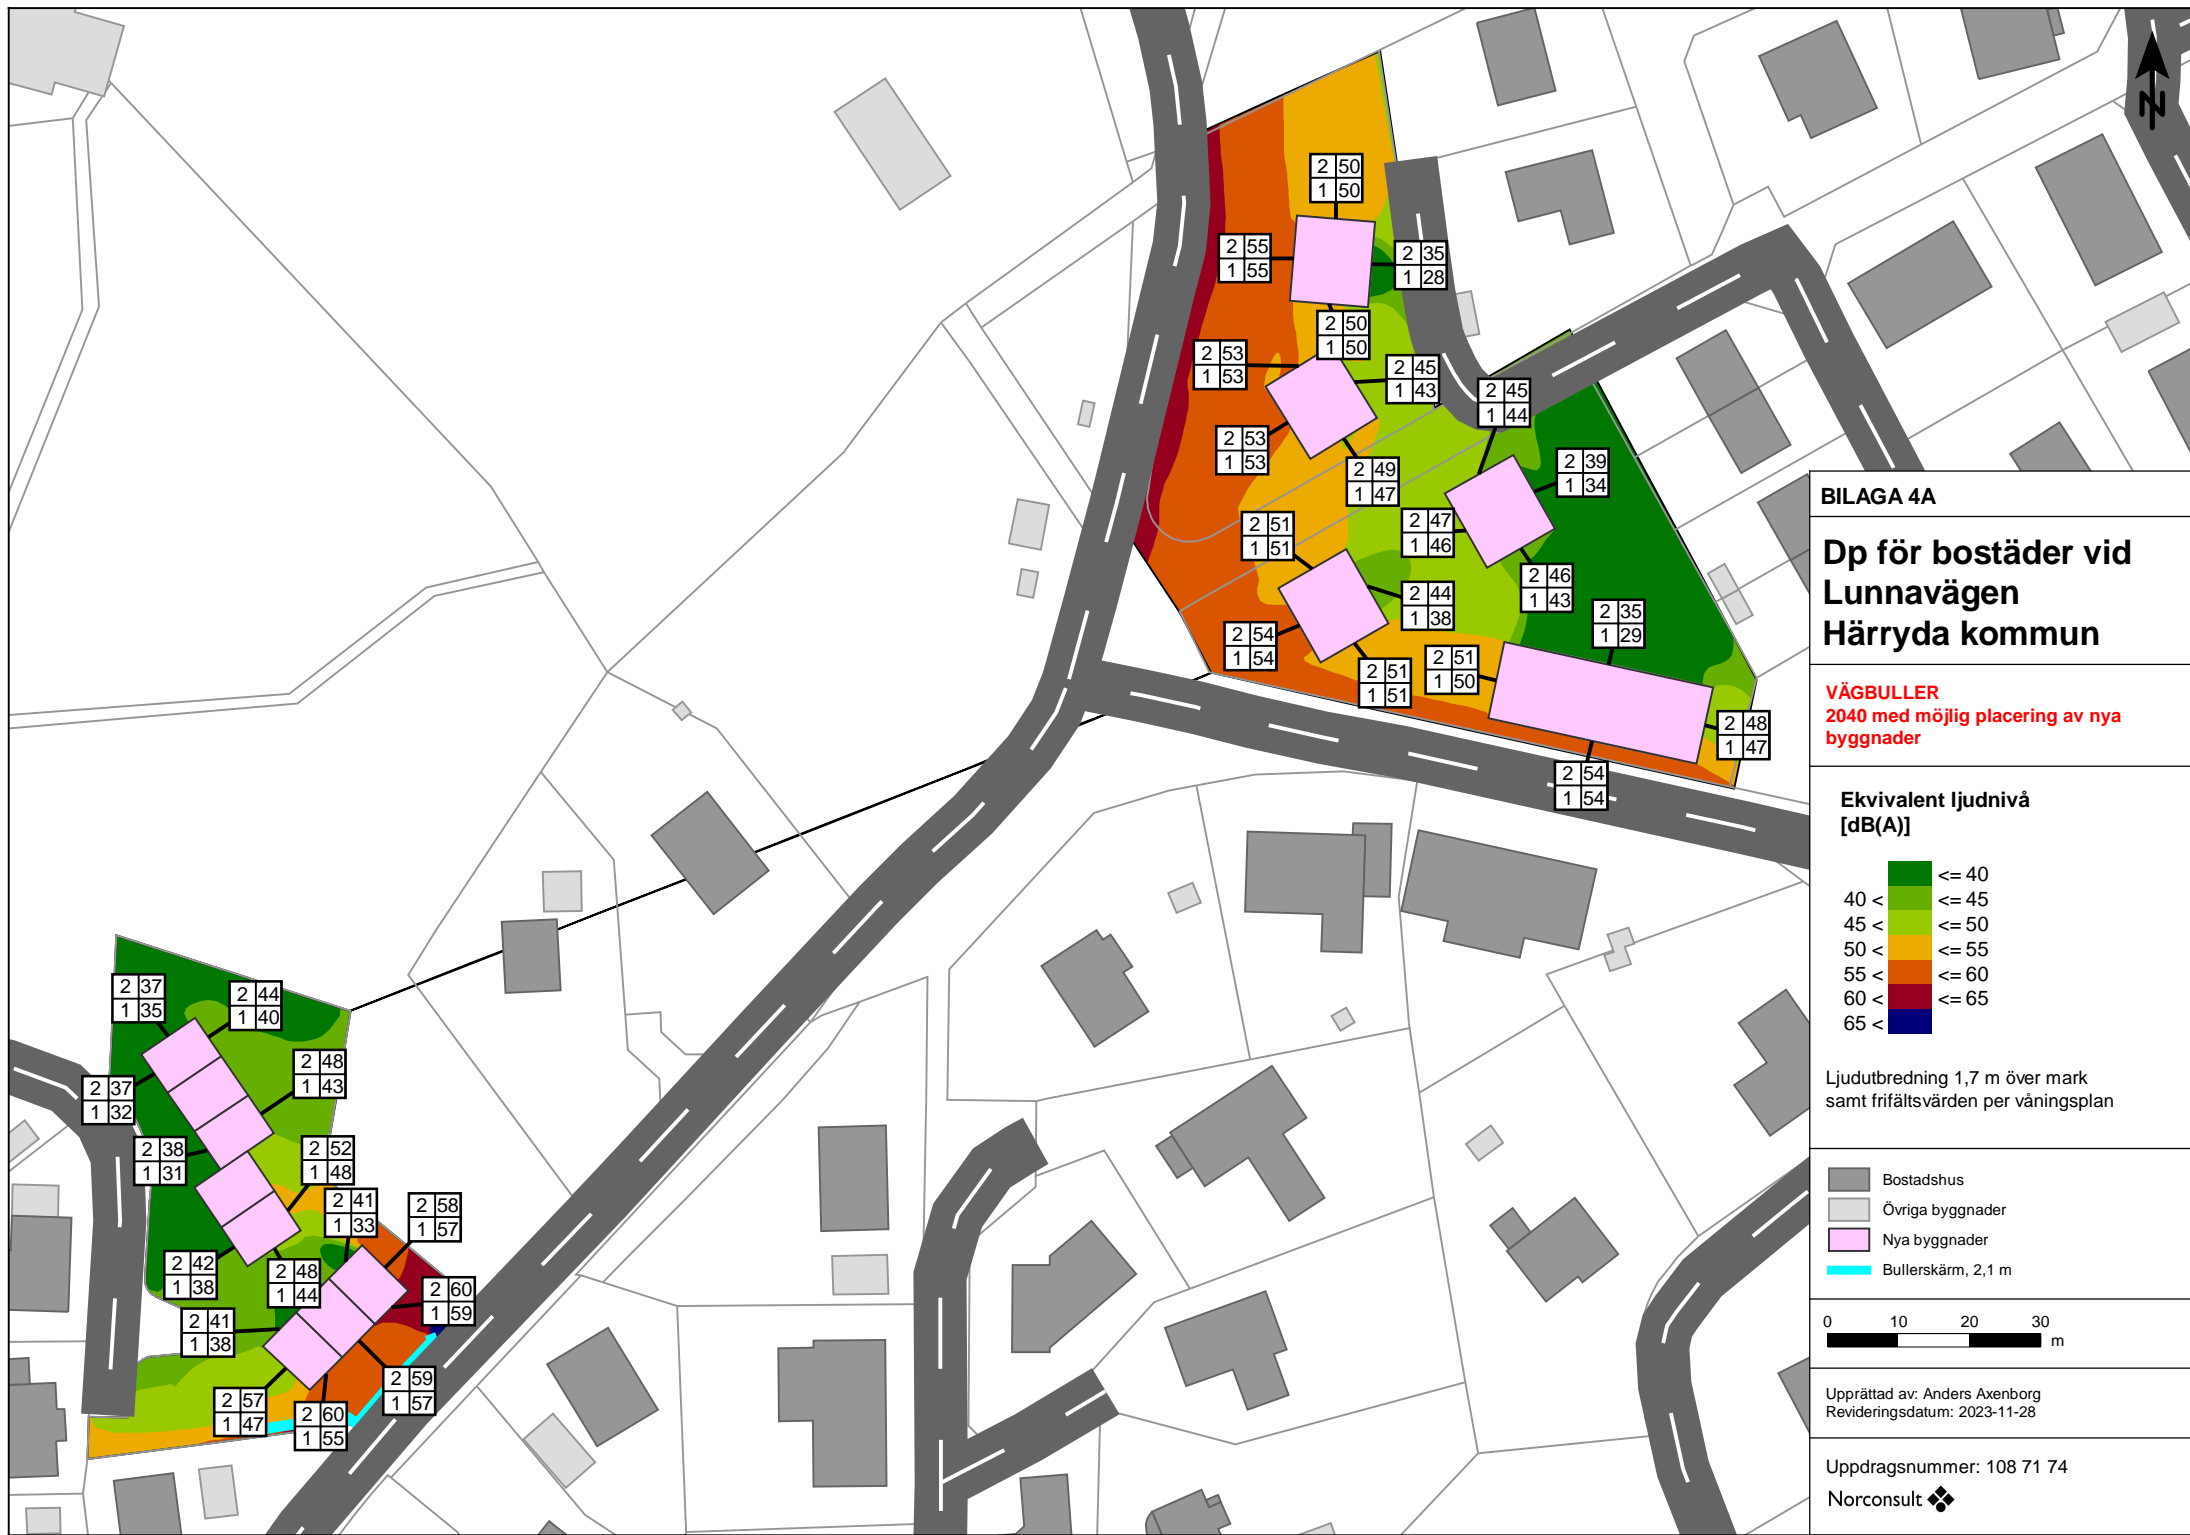 N
2 50
1 50
2 55
1 55
2 35
1 28
2 50
1 50
2 53
1 53
2 45
1 43
2 45
1 44
2 53
1 53
2 49
1 47
2 39
1 34
2 51
1 51
2 47
1 46
2 46
1 43
2 44
1 38
2 35
1 29
2 54
1 54
2 51
1 51
2 51
1 50
2 48
1 47
2 54
1 54
2 37
1 35
2 44
1 40
2 48
1 43
2 37
1 32
2 38
1 31
2 52
1 48
2 41
1 33
2 58
1 57
2 42
1 38
2 48
1 44
2 60
1 59
2 41
1 38
2 59
1 57
2 57
1 47
2 60
1 55
BILAGA 4A
Dp för bostäder vid
Lunnavägen
Härryda kommun
VÄGBULLER
2040 med möjlig placering av nya
byggnader
Ekvivalent ljudnivå
[dB(A)]
<= 40
40 < <= 45
45 < <= 50
50 < <= 55
55 < <= 60
60 < <= 65
65 <
Ljudutbredning 1,7 m över mark
samt frifältsvärden per våningsplan
Bostadshus
Övriga byggnader
Nya byggnader
Bullerskärm, 2,1 m
0 10 20 30
m
Upprättad av: Anders Axenborg
Revideringsdatum: 2023-11-28
Uppdragsnummer: 108 71 74
Norconsult